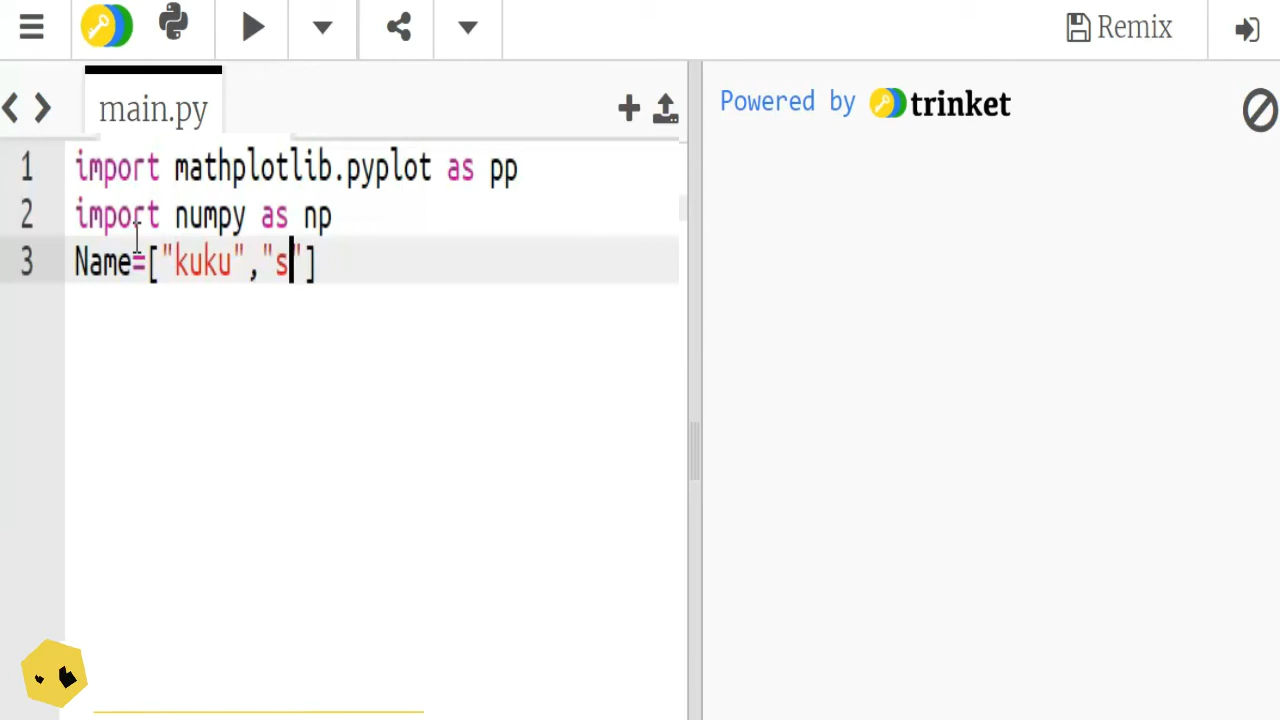 Remix
main.py
Powered by trinket
1 import mathplotlib.pyplot as pp
2 import numpy as np
3 Name=["kuku","s"]